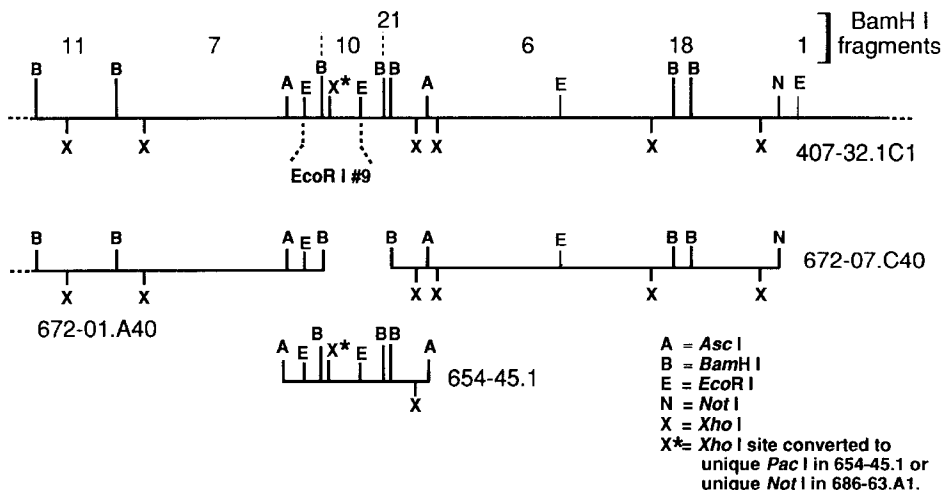 21
BamH I
fragments
11 7 10 6 18 1
B B A E B X* E B B A E B B N E
X X X X X X
407-32.1C1
EcoR I #9
B B A E B B A E B B N
672-07.C40
X X X X X X
672-01.A40
A E B X* E B B A
654-45.1
X
A = Asc I
B = BamH I
E = EcoR I
N = Not I
X = Xho I
X*= Xho I site converted to
unique Pac I in 654-45.1 or
unique Not I in 686-63.A1.